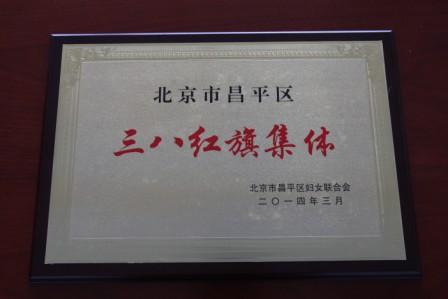 北京市昌平区
三八红旗集体
北京市昌平区妇女联合会
二〇一四年三月